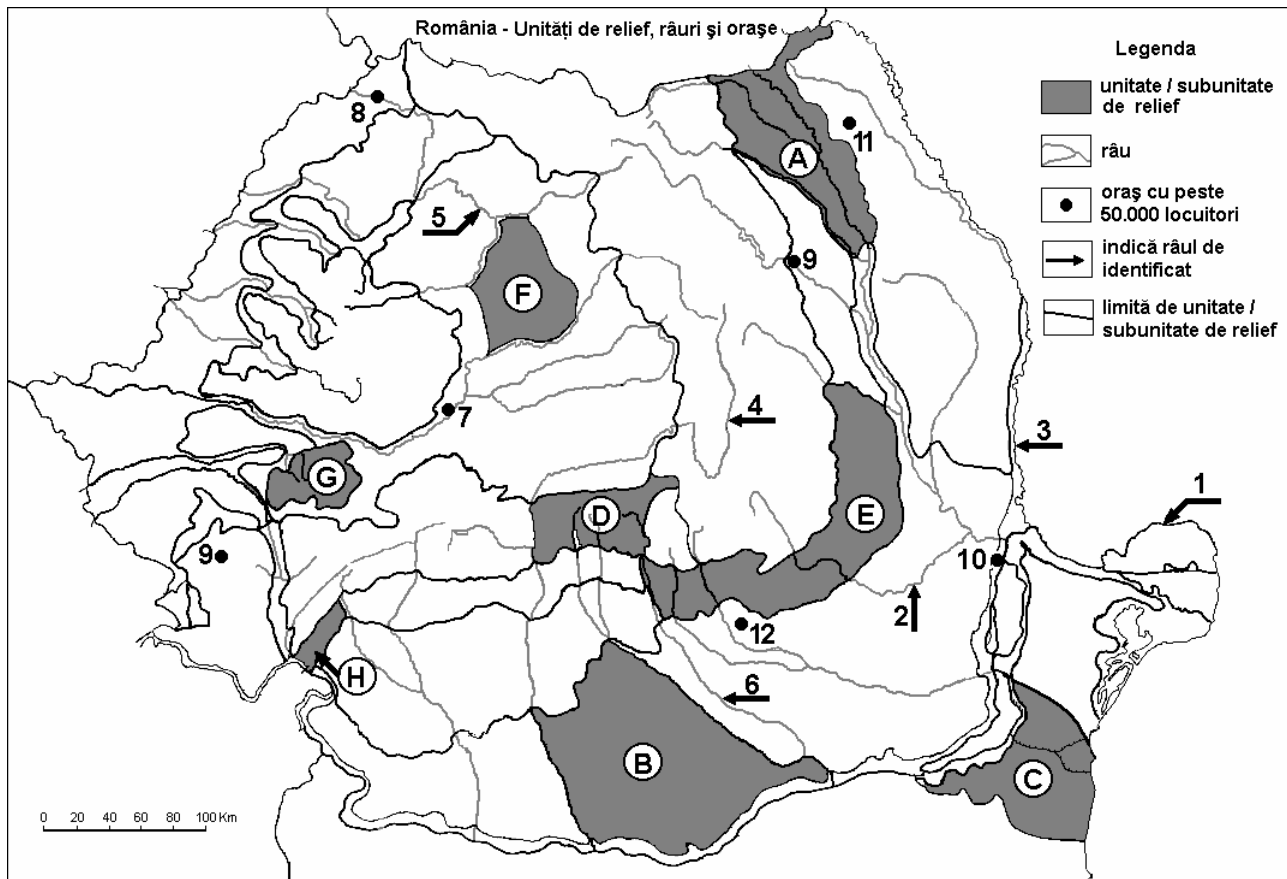 România - Unități de relief, râuri și orașe
Legenda
unitate / subunitate
de relief
râu
oraș cu peste
50.000 locuitori
indică râul de
identificat
limită de unitate /
subunitate de relief
8
11
A
5
9
F
4
3
7
G
1
D
E
9
10
2
12
H
6
B
C
0 20 40 60 80 100 Km